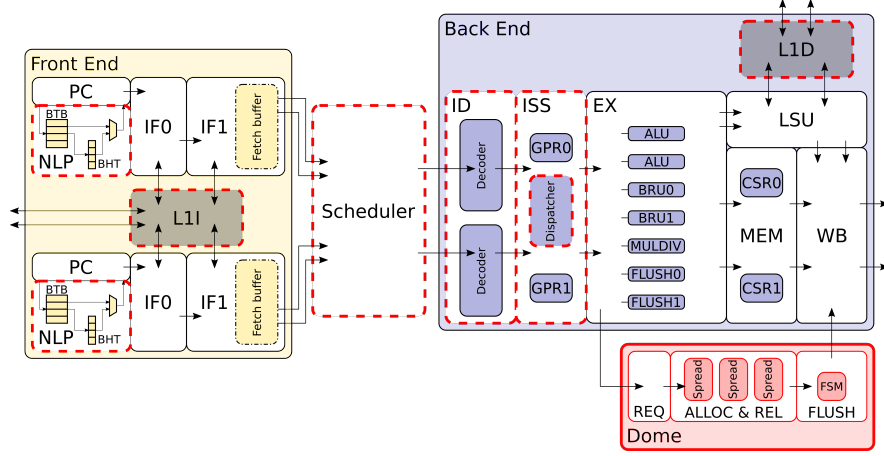 Front End
PC
BTB
NLP
BHT
IF0
IF1
Fetch buffer
L1I
PC
BTB
NLP
BHT
IF0
IF1
Fetch buffer
Scheduler
Back End
L1D
ID
Decoder
Decoder
ISS
GPR0
Dispatcher
GPR1
EX
ALU
ALU
BRU0
BRU1
MULDIV
FLUSH0
FLUSH1
LSU
CSR0
MEM
CSR1
WB
REQ
Spread
Spread
Spread
ALLOC & REL
FSM
FLUSH
Dome